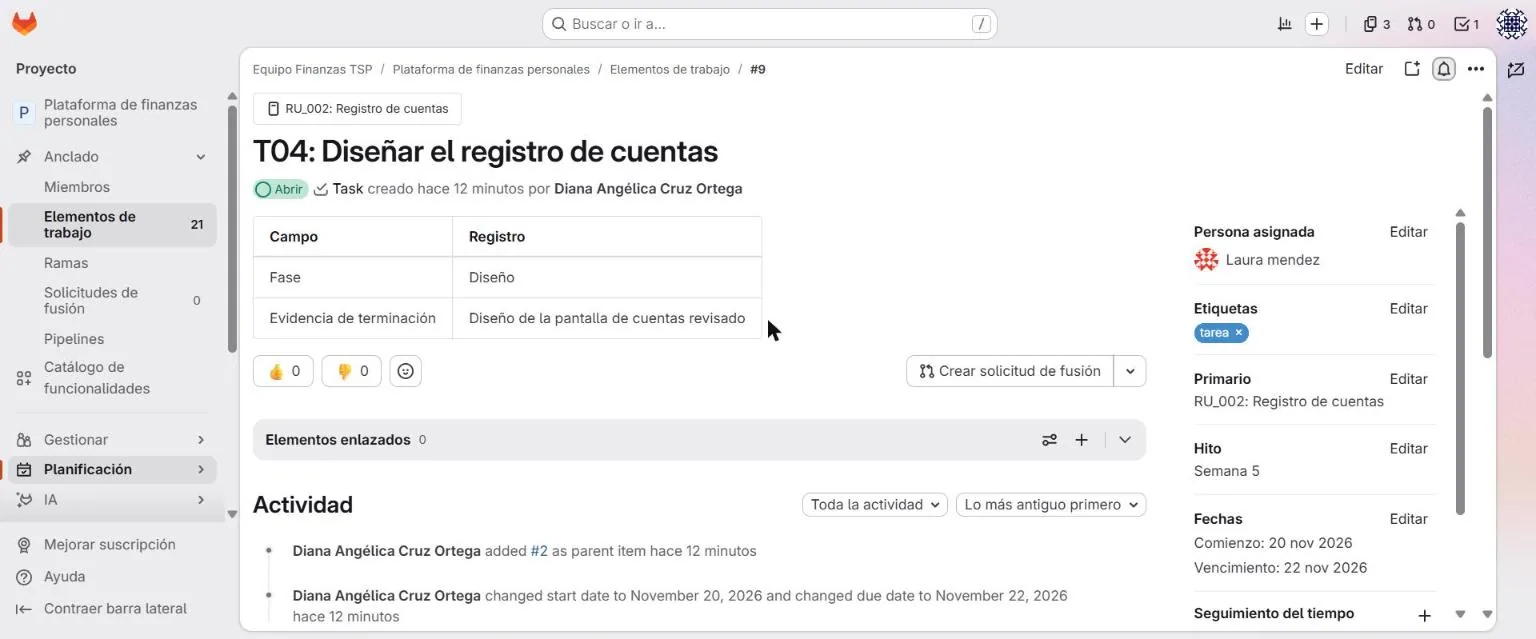 Buscar o ir a...
/
3
0
1
Proyecto
P
Plataforma de finanzas
personales
Anclado
Miembros
Elementos de
trabajo
21
Ramas
Solicitudes de
fusión
0
Pipelines
Catálogo de
funcionalidades
Gestionar
Planificación
IA
Mejorar suscripción
Ayuda
Contraer barra lateral
Equipo Finanzas TSP / Plataforma de finanzas personales / Elementos de trabajo / #9
Editar
RU_002: Registro de cuentas
T04: Diseñar el registro de cuentas
Abrir Task creado hace 12 minutos por Diana Angélica Cruz Ortega
Campo Registro
Fase Diseño
Evidencia de terminación Diseño de la pantalla de cuentas revisado
0 0
Crear solicitud de fusión
Elementos enlazados 0
Actividad
Toda la actividad Lo más antiguo primero
Diana Angélica Cruz Ortega added #2 as parent item hace 12 minutos
Diana Angélica Cruz Ortega changed start date to November 20, 2026 and changed due date to November 22, 2026
hace 12 minutos
Persona asignada Editar
Laura mendez
Etiquetas Editar
tarea ×
Primario Editar
RU_002: Registro de cuentas
Hito Editar
Semana 5
Fechas Editar
Comienzo: 20 nov 2026
Vencimiento: 22 nov 2026
Seguimiento del tiempo